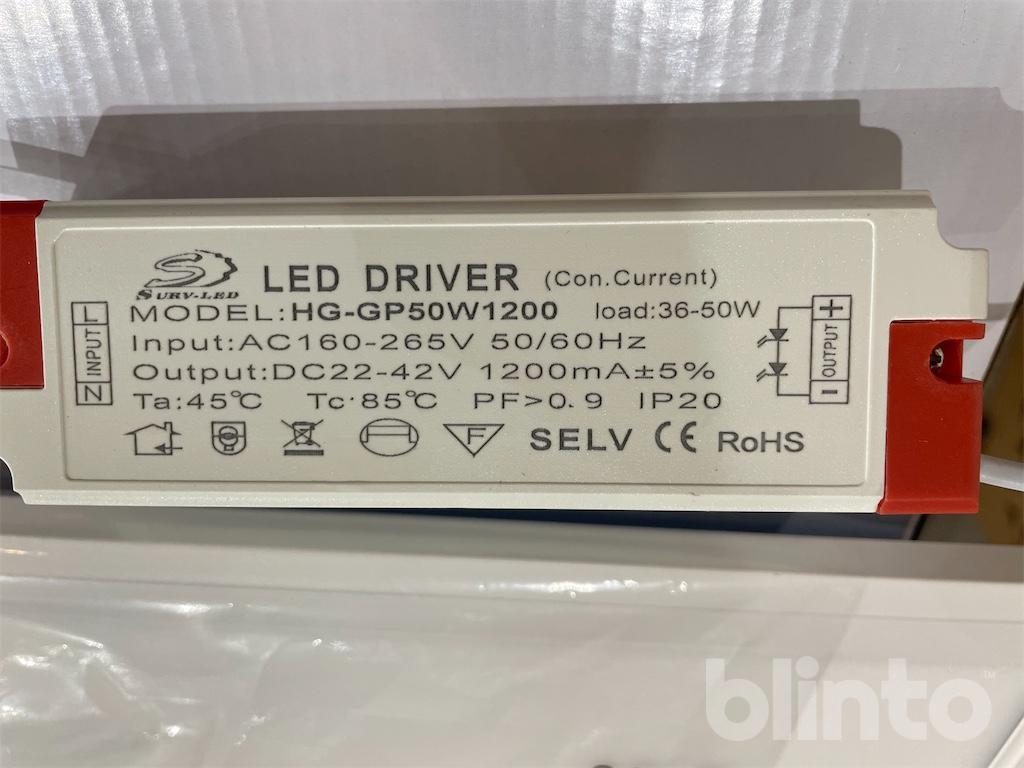 SURV-LED
LED DRIVER (Con.Current)
MODEL:HG-GP50W1200 load:36-50W
Input:AC160-265V 50/60Hz
Output:DC22-42V 1200mA±5%
Ta:45℃ Tc:85℃ PF>0.9 IP20
F SELV CE RoHS
N INPUT L
+ OUTPUT -
blinto™